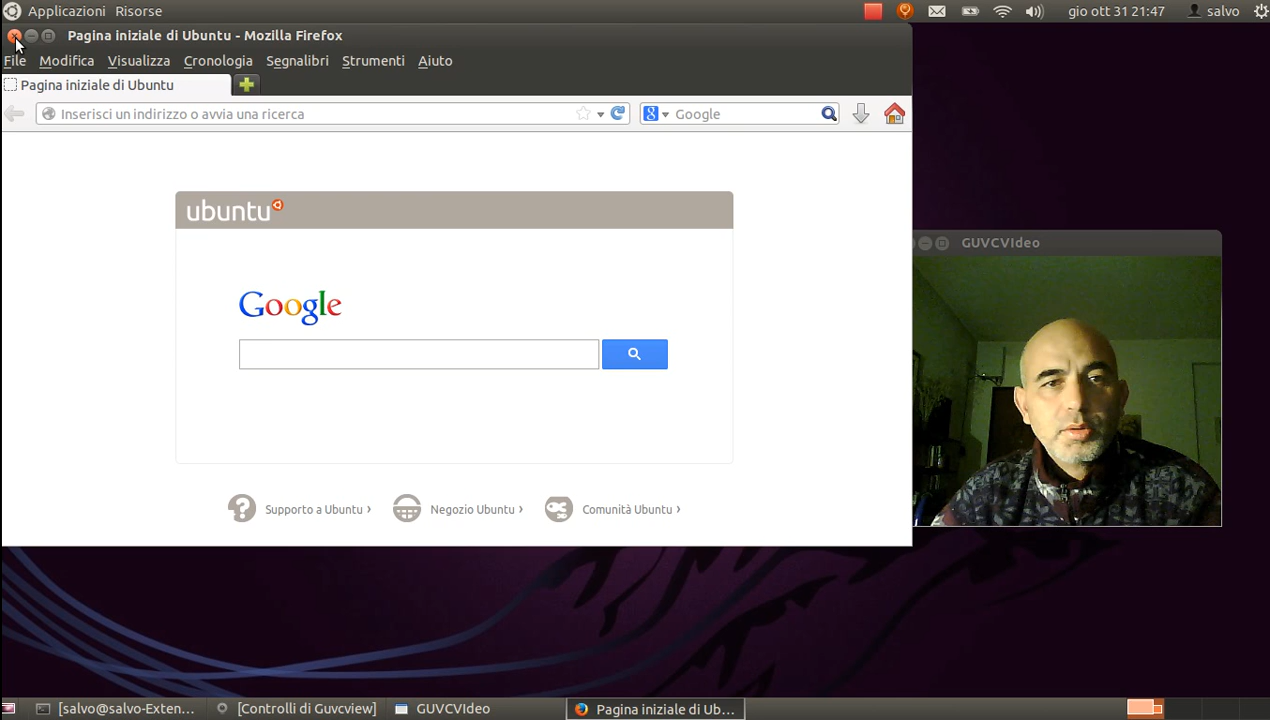 Applicazioni Risorse gio ott 31 21:47 salvo
Pagina iniziale di Ubuntu - Mozilla Firefox
File Modifica Visualizza Cronologia Segnalibri Strumenti Aiuto
Pagina iniziale di Ubuntu
Inserisci un indirizzo o avvia una ricerca Google
ubuntu
GUVCVIdeo
Google
Supporto a Ubuntu › Negozio Ubuntu › Comunità Ubuntu ›
[salvo@salvo-Exten... [Controlli di Guvcview] GUVCVIdeo Pagina iniziale di Ub...